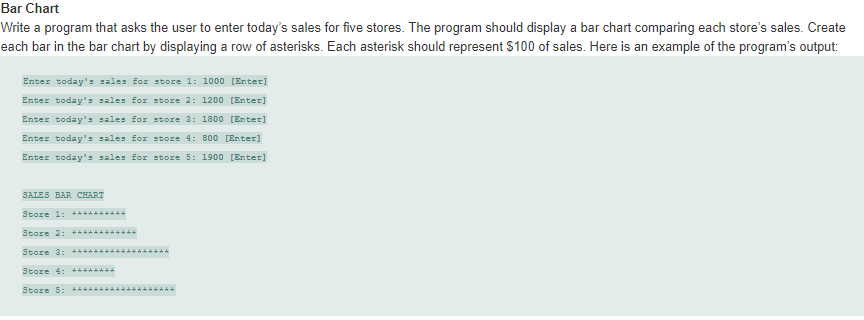 Bar Chart
Write a program that asks the user to enter today's sales for five stores. The program should display a bar chart comparing each store's sales. Create
each bar in the bar chart by displaying a row of asterisks. Each asterisk should represent $100 of sales. Here is an example of the program's output:
Enter today's sales for store 1: 1000 [Enter]
Enter today's sales for store 2: 1200 [Enter]
Enter today's sales for store 3: 1800 [Enter]
Enter today's sales for store 4: 800 [Enter]
Enter today's sales for store 5: 1900 [Enter]
SALES BAR CHART
Store 1: **********
Store 2: ************
Store 3: ******************
Store 4: ********
Store 5: *******************